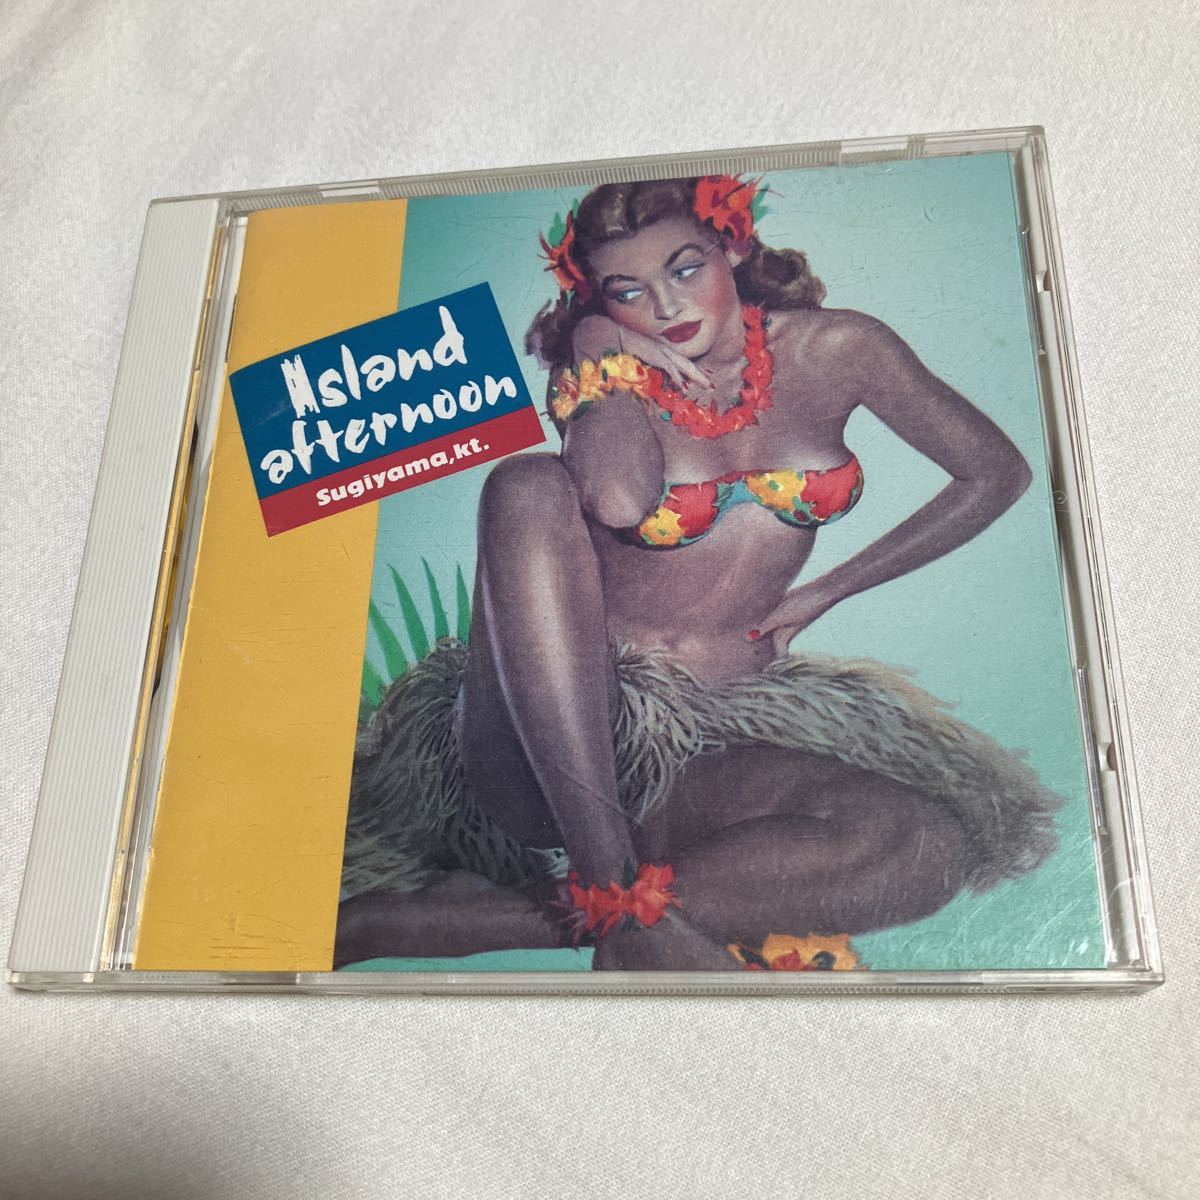 Island
afternoon
Sugiyama,kt.